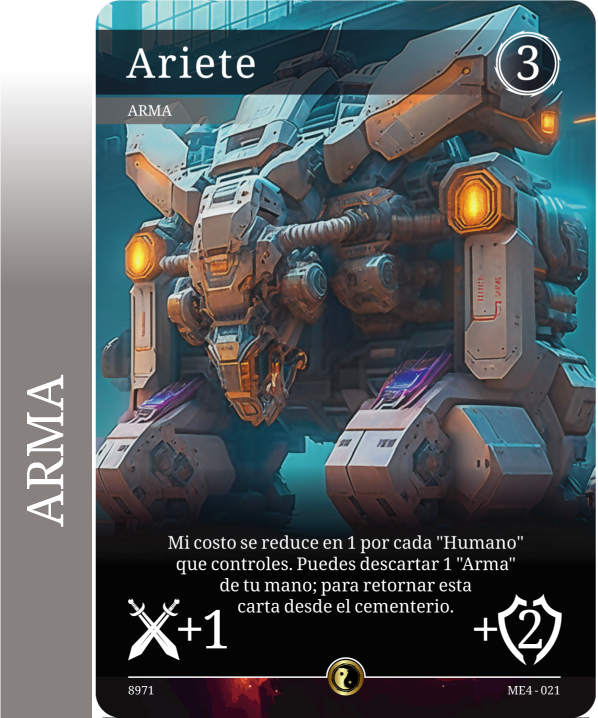 Ariete
3
ARMA
ARMA
Mi costo se reduce en 1 por cada "Humano"
que controles. Puedes descartar 1 "Arma"
de tu mano; para retornar esta
carta desde el cementerio.
+1
+2
8971
ME4 - 021